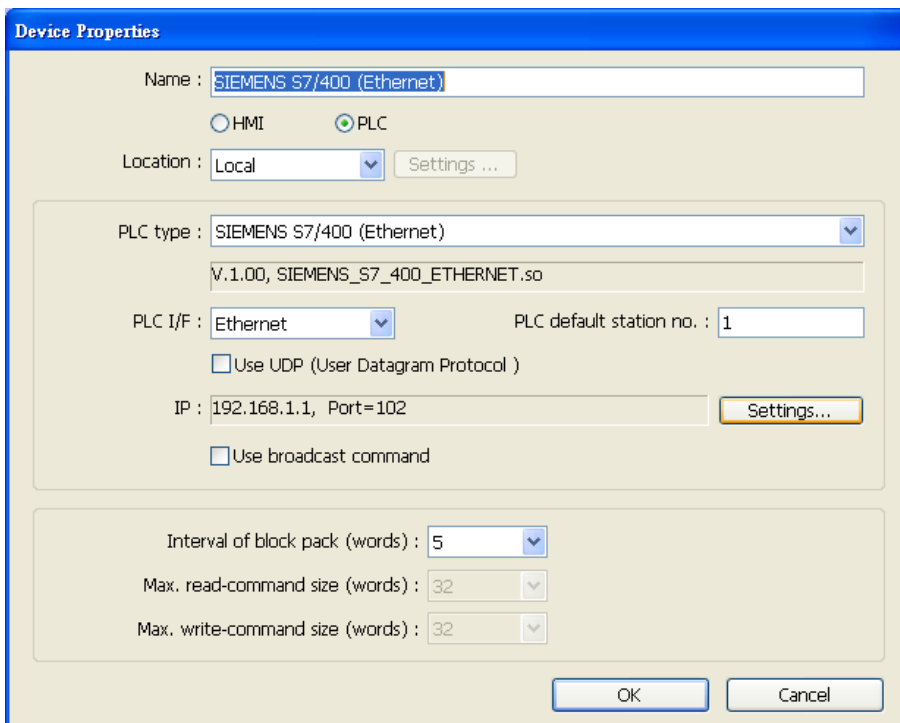 Device Properties
Name : SIEMENS S7/400 (Ethernet)
HMI PLC
Location : Local Settings ...
PLC type : SIEMENS S7/400 (Ethernet)
V.1.00, SIEMENS_S7_400_ETHERNET.so
PLC I/F : Ethernet PLC default station no. : 1
Use UDP (User Datagram Protocol )
IP : 192.168.1.1, Port=102 Settings...
Use broadcast command
Interval of block pack (words) : 5
Max. read-command size (words) : 32
Max. write-command size (words) : 32
OK Cancel